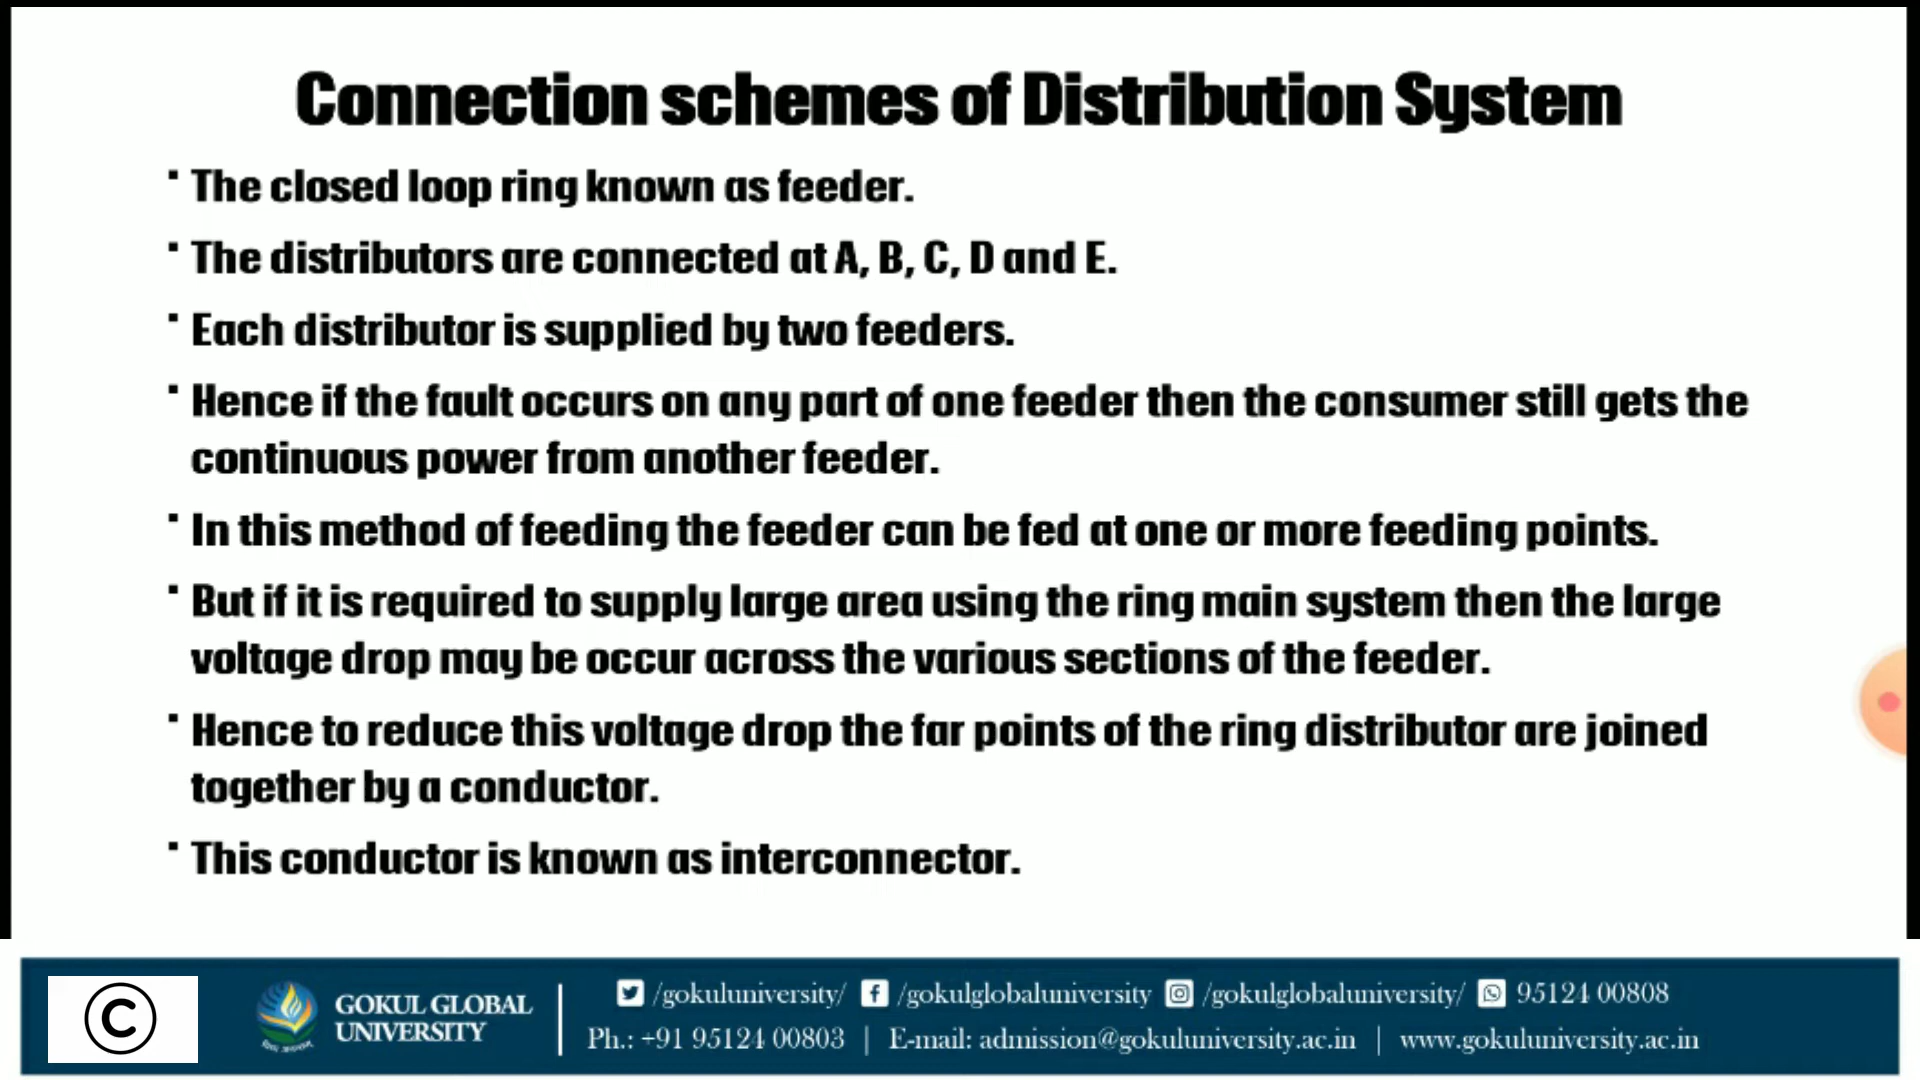 Connection schemes of Distribution System
▪ The closed loop ring known as feeder.
▪ The distributors are connected at A, B, C, D and E.
▪ Each distributor is supplied by two feeders.
▪ Hence if the fault occurs on any part of one feeder then the consumer still gets the
continuous power from another feeder.
▪ In this method of feeding the feeder can be fed at one or more feeding points.
▪ But if it is required to supply large area using the ring main system then the large
voltage drop may be occur across the various sections of the feeder.
▪ Hence to reduce this voltage drop the far points of the ring distributor are joined
together by a conductor.
▪ This conductor is known as interconnector.
©
GOKUL GLOBAL
UNIVERSITY
/gokuluniversity/ /gokulglobaluniversity /gokulglobaluniversity/ 95124 00808
Ph.: +91 95124 00803 | E-mail: admission@gokuluniversity.ac.in | www.gokuluniversity.ac.in